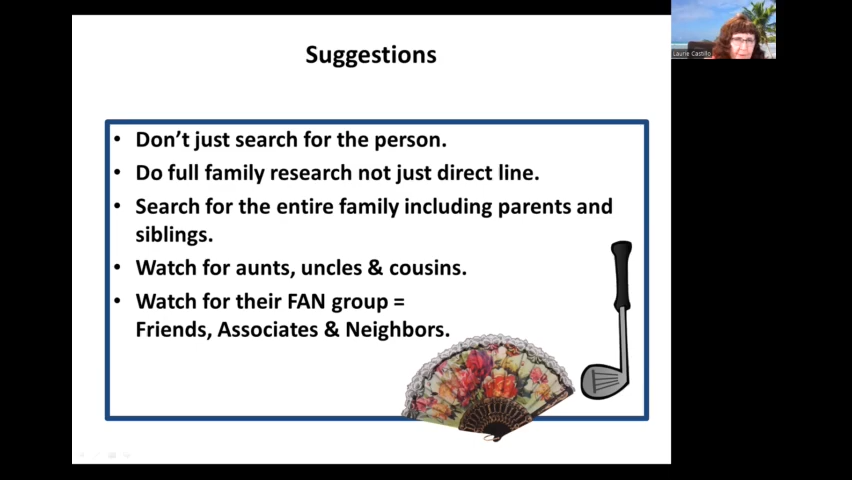 Suggestions
Laurie Castillo
• Don't just search for the person.
• Do full family research not just direct line.
• Search for the entire family including parents and
siblings.
• Watch for aunts, uncles & cousins.
• Watch for their FAN group =
Friends, Associates & Neighbors.